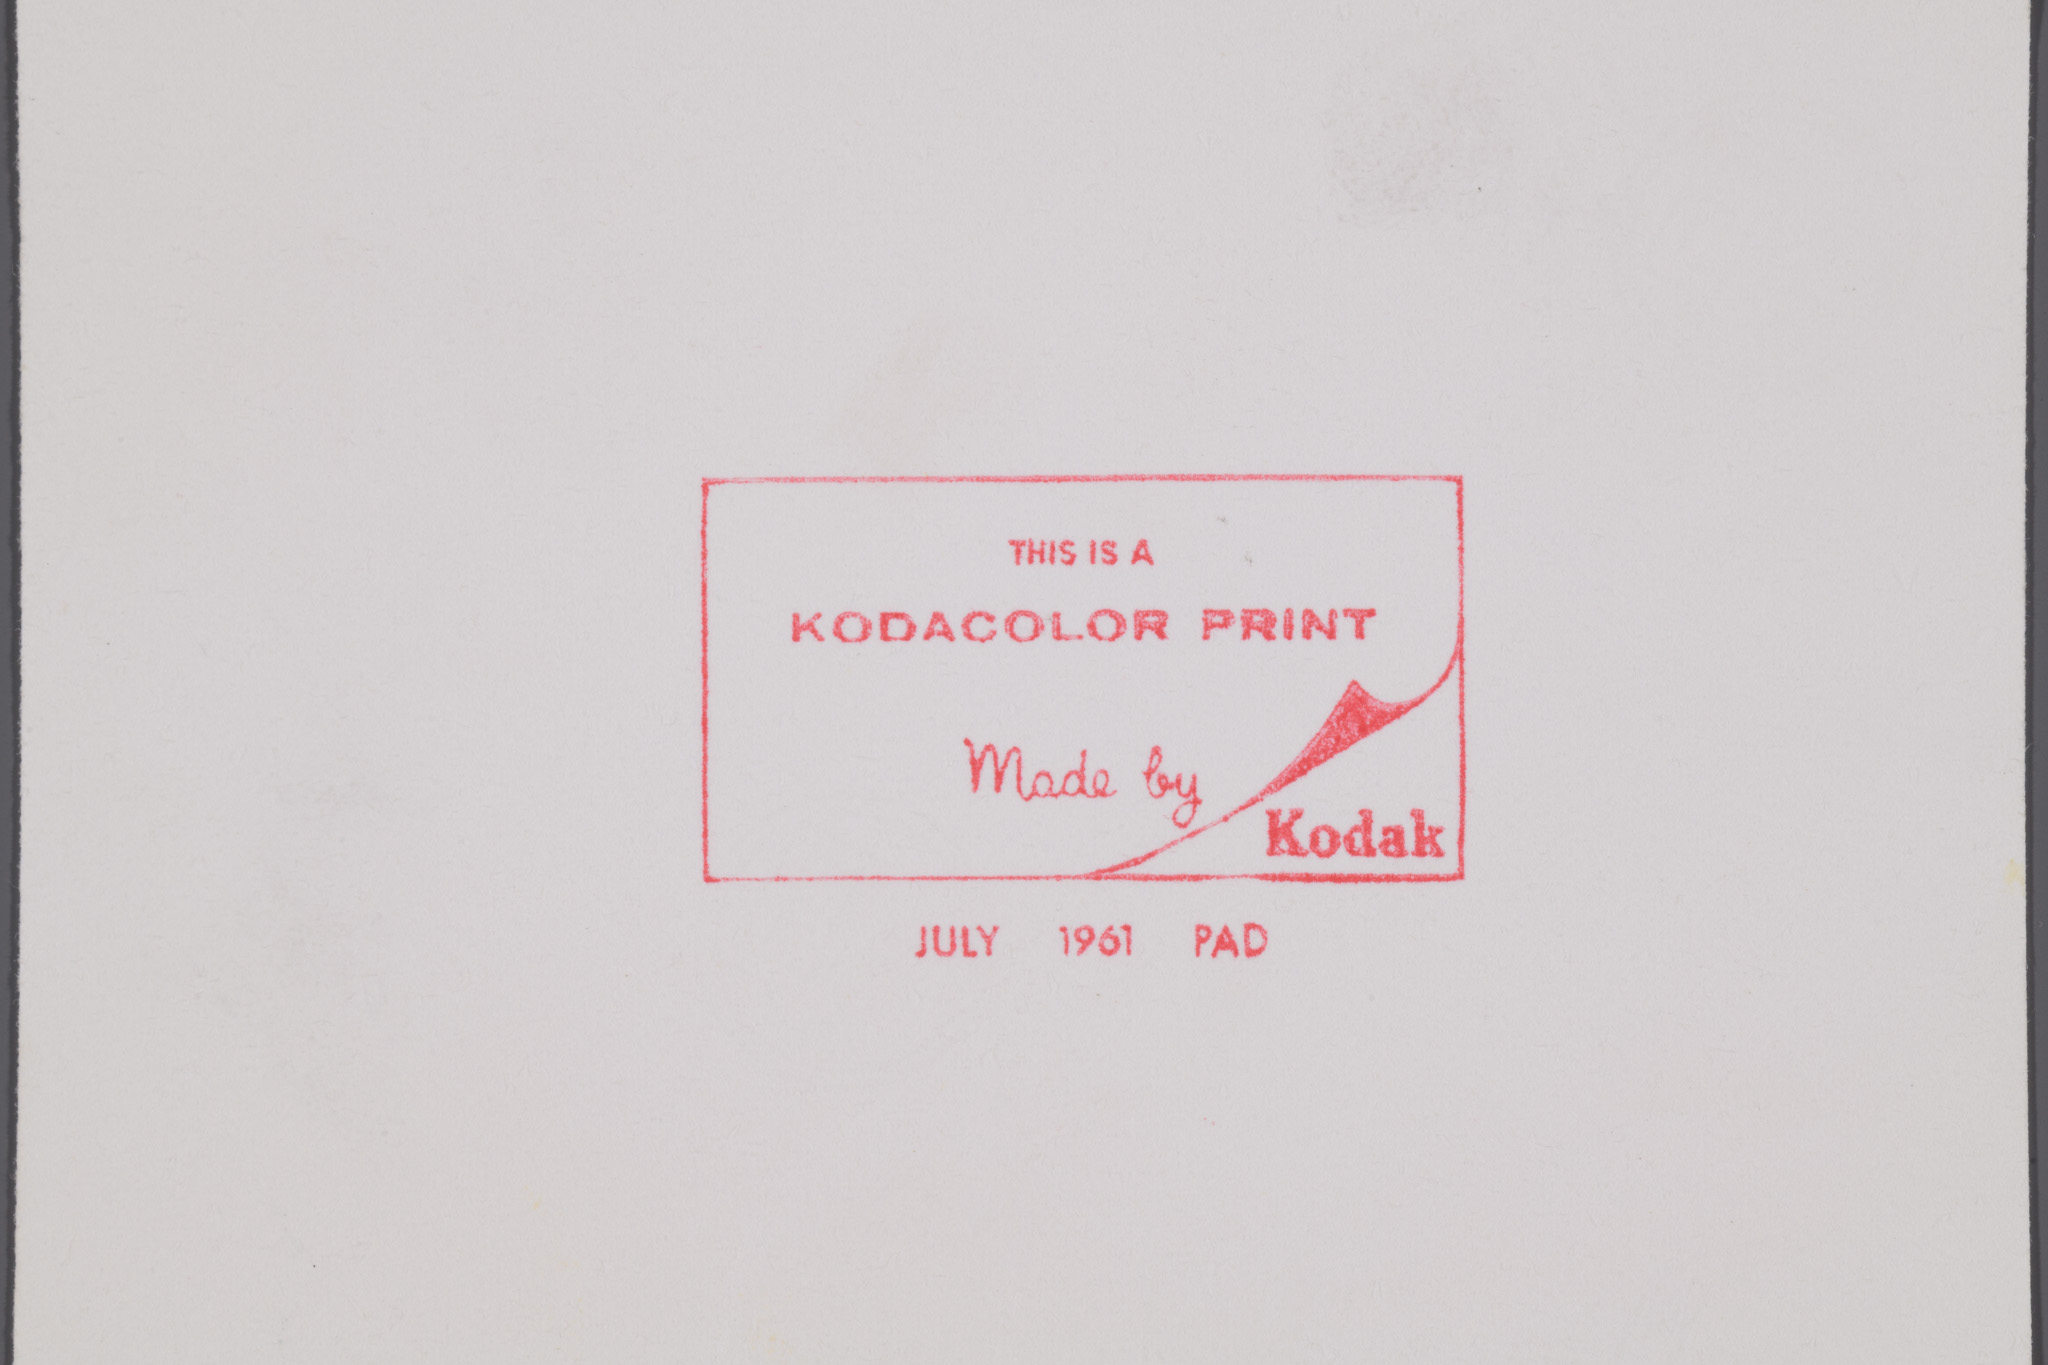 THIS IS A
KODACOLOR PRINT
Made by
Kodak
JULY 1961 PAD